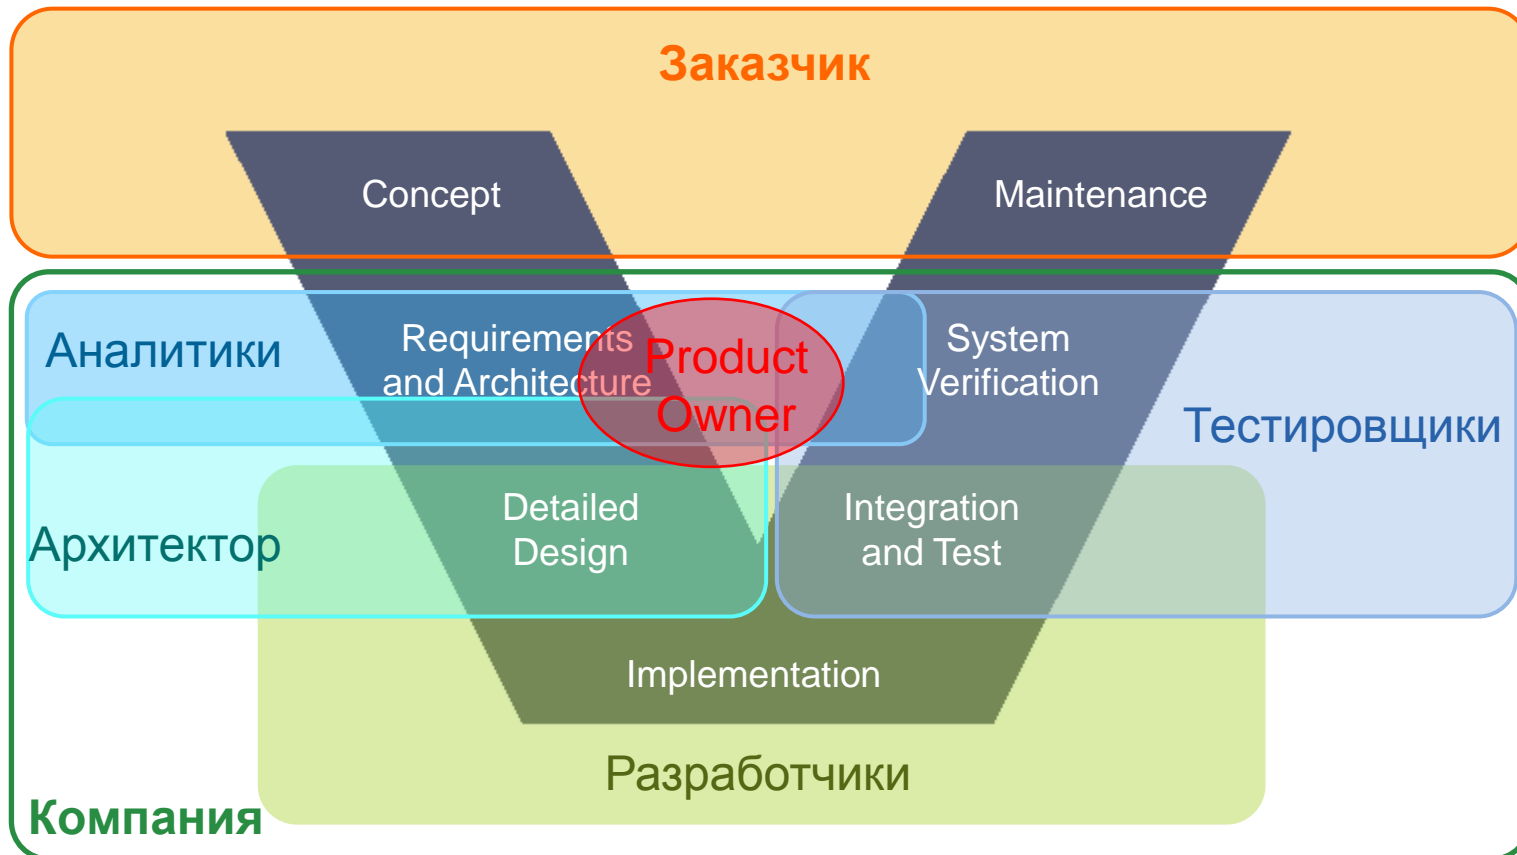 Заказчик
Concept
Maintenance
Аналитики
Requirements
and Architecture
Product
Owner
System
Verification
Тестировщики
Архитектор
Detailed
Design
Integration
and Test
Implementation
Разработчики
Компания